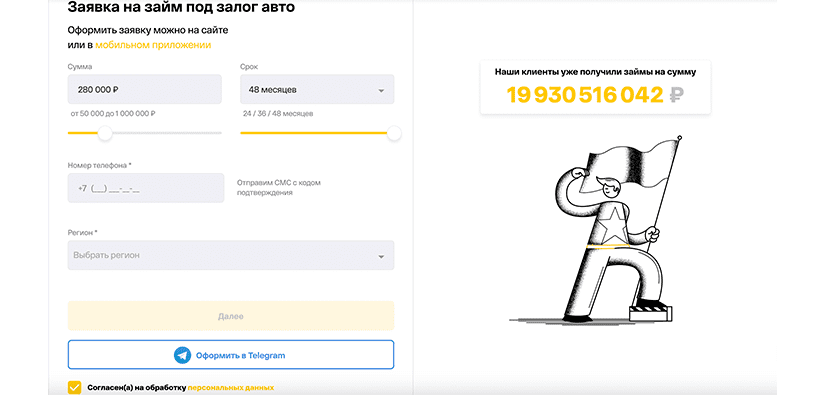 Заявка на займ под залог авто
Оформить заявку можно на сайте
или в мобильном приложении
Сумма
280 000 ₽
от 50 000 до 1 000 000 ₽
Срок
48 месяцев
24 / 36 / 48 месяцев
Номер телефона *
+7 (__) ___-__-__
Отправим СМС с кодом
подтверждения
Регион *
Выбрать регион
Далее
Оформить в Telegram
Согласен(а) на обработку персональных данных
Наши клиенты уже получили займы на сумму
19 930 516 042 ₽